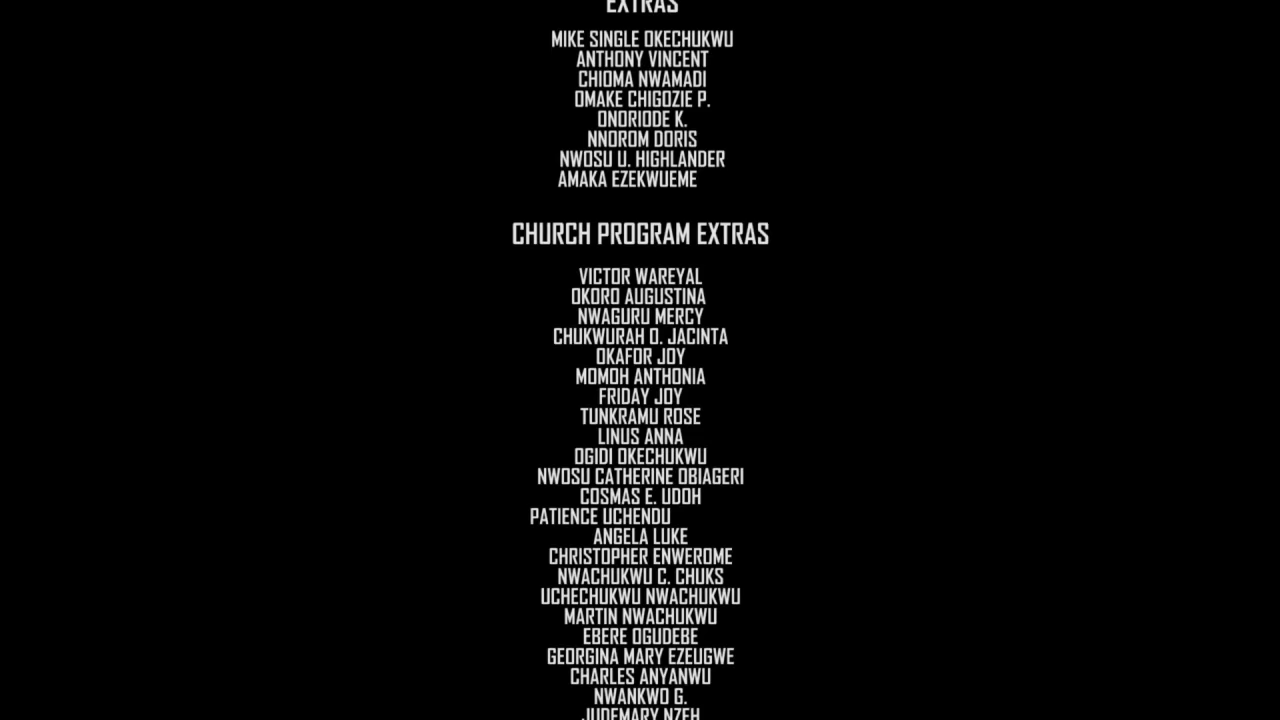 EXTRAS
MIKE SINGLE OKECHUKWU
ANTHONY VINCENT
CHIOMA NWAMADI
OMAKE CHIGOZIE P.
ONORIODE K.
NNOROM DORIS
NWOSU U. HIGHLANDER
AMAKA EZEKWUEME
CHURCH PROGRAM EXTRAS
VICTOR WAREYAL
OKORO AUGUSTINA
NWAGURU MERCY
CHUKWURAH O. JACINTA
OKAFOR JOY
MOMOH ANTHONIA
FRIDAY JOY
TUNKRAMU ROSE
LINUS ANNA
OGIDI OKECHUKWU
NWOSU CATHERINE OBIAGERI
COSMAS E. UDOH
PATIENCE UCHENDU
ANGELA LUKE
CHRISTOPHER ENWEROME
NWACHUKWU C. CHUKS
UCHECHUKWU NWACHUKWU
MARTIN NWACHUKWU
EBERE OGUDEBE
GEORGINA MARY EZEUGWE
CHARLES ANYANWU
NWANKWO G.
JUDEMARY NZEH